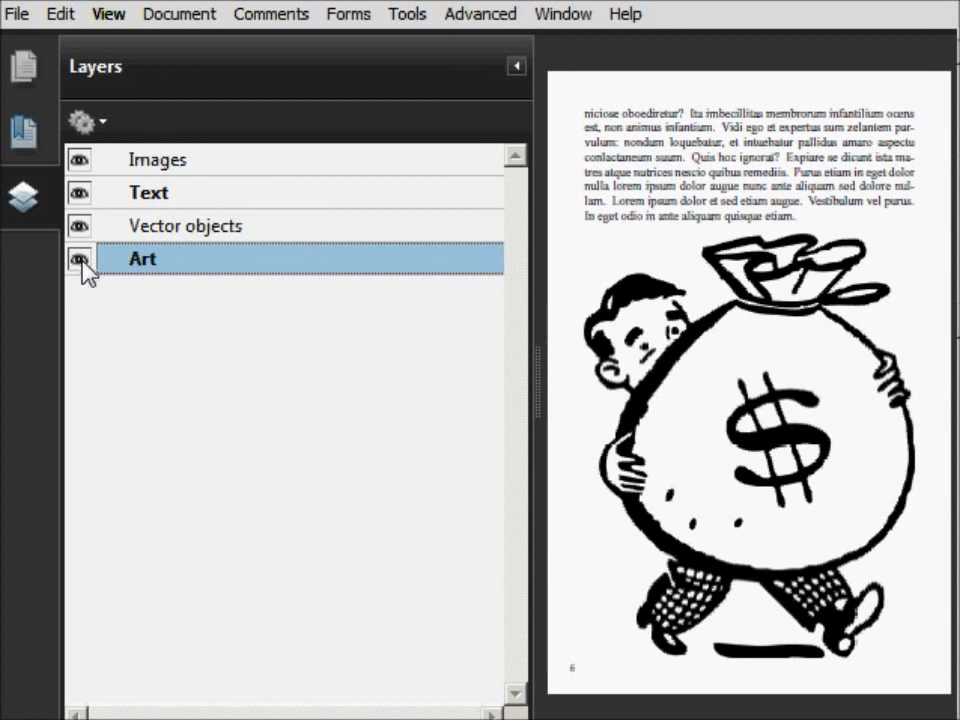 File Edit View Document Comments Forms Tools Advanced Window Help
Layers
Images
Text
Vector objects
Art
niciose oboediretur? Ita imbecillitas membrorum infantilium ocens
est, non animus infantium. Vidi ego et expertus sum zelantem par-
vulum: nondum loquebatur, et intuebatur pallidus amaro aspectu
conlactaneum suum. Quis hoc ignorat? Expiare se dicunt ista ma-
tres atque nutrices nescio quibus remediis. Purus etiam in eget dolor
nulla lorem ipsum dolor augue nunc ante aliquam sed dolore nul-
lam. Lorem ipsum dolor et sed etiam augue. Vestibulum vel purus.
In eget odio in ante aliquam quisque etiam.
$
6